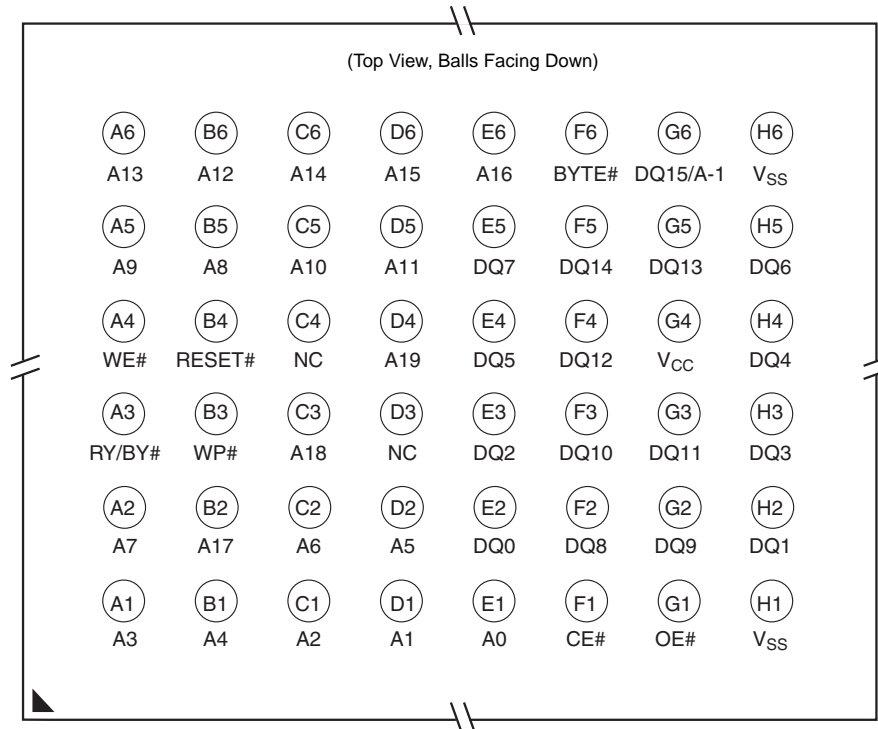 (Top View, Balls Facing Down)
A6 B6 C6 D6 E6 F6 G6 H6
A13 A12 A14 A15 A16 BYTE# DQ15/A-1 VSS
A5 B5 C5 D5 E5 F5 G5 H5
A9 A8 A10 A11 DQ7 DQ14 DQ13 DQ6
A4 B4 C4 D4 E4 F4 G4 H4
WE# RESET# NC A19 DQ5 DQ12 VCC DQ4
A3 B3 C3 D3 E3 F3 G3 H3
RY/BY# WP# A18 NC DQ2 DQ10 DQ11 DQ3
A2 B2 C2 D2 E2 F2 G2 H2
A7 A17 A6 A5 DQ0 DQ8 DQ9 DQ1
A1 B1 C1 D1 E1 F1 G1 H1
A3 A4 A2 A1 A0 CE# OE# VSS